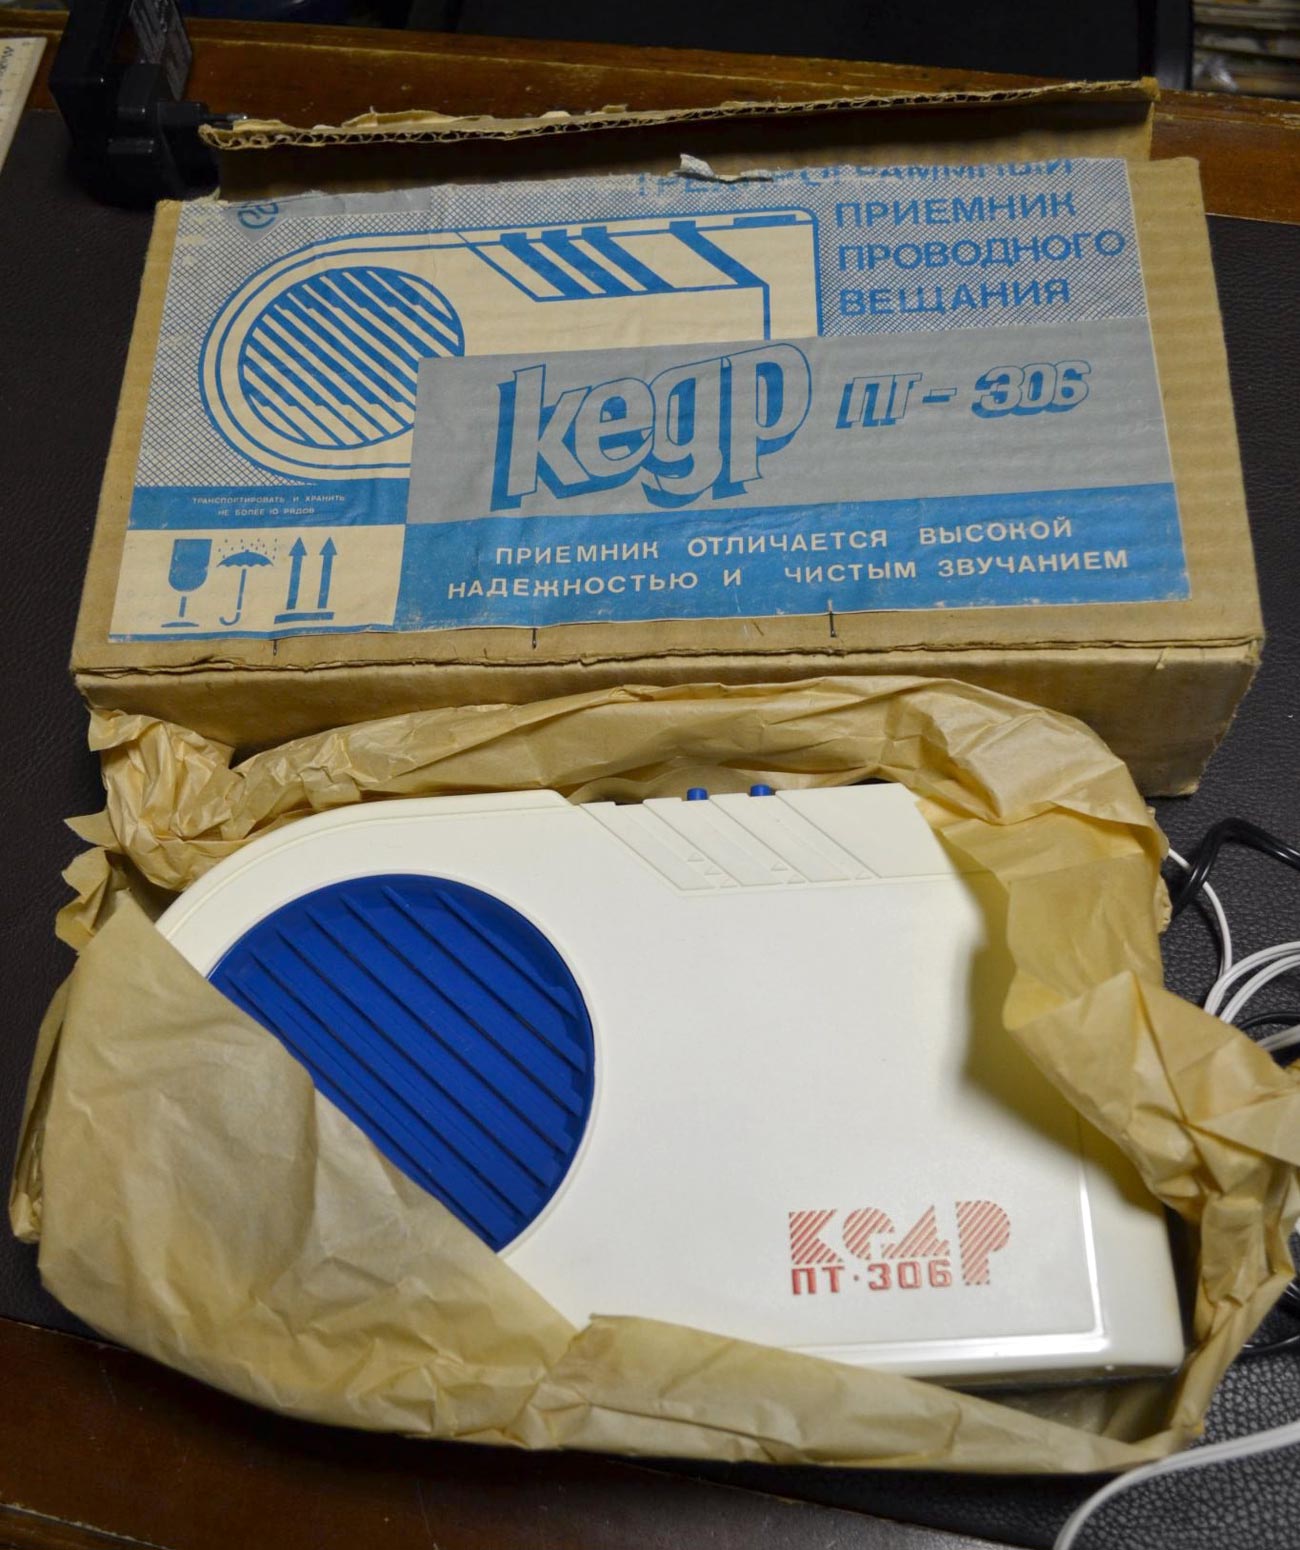 ПРИЕМНИК
ПРОВОДНОГО
ВЕЩАНИЯ
кедр ПТ-306
ТРАНСПОРТИРОВАТЬ И ХРАНИТЬ
НЕ БОЛЕЕ 10 РЯДОВ
ПРИЕМНИК ОТЛИЧАЕТСЯ ВЫСОКОЙ
НАДЕЖНОСТЬЮ И ЧИСТЫМ ЗВУЧАНИЕМ
КЕДР
ПТ·306